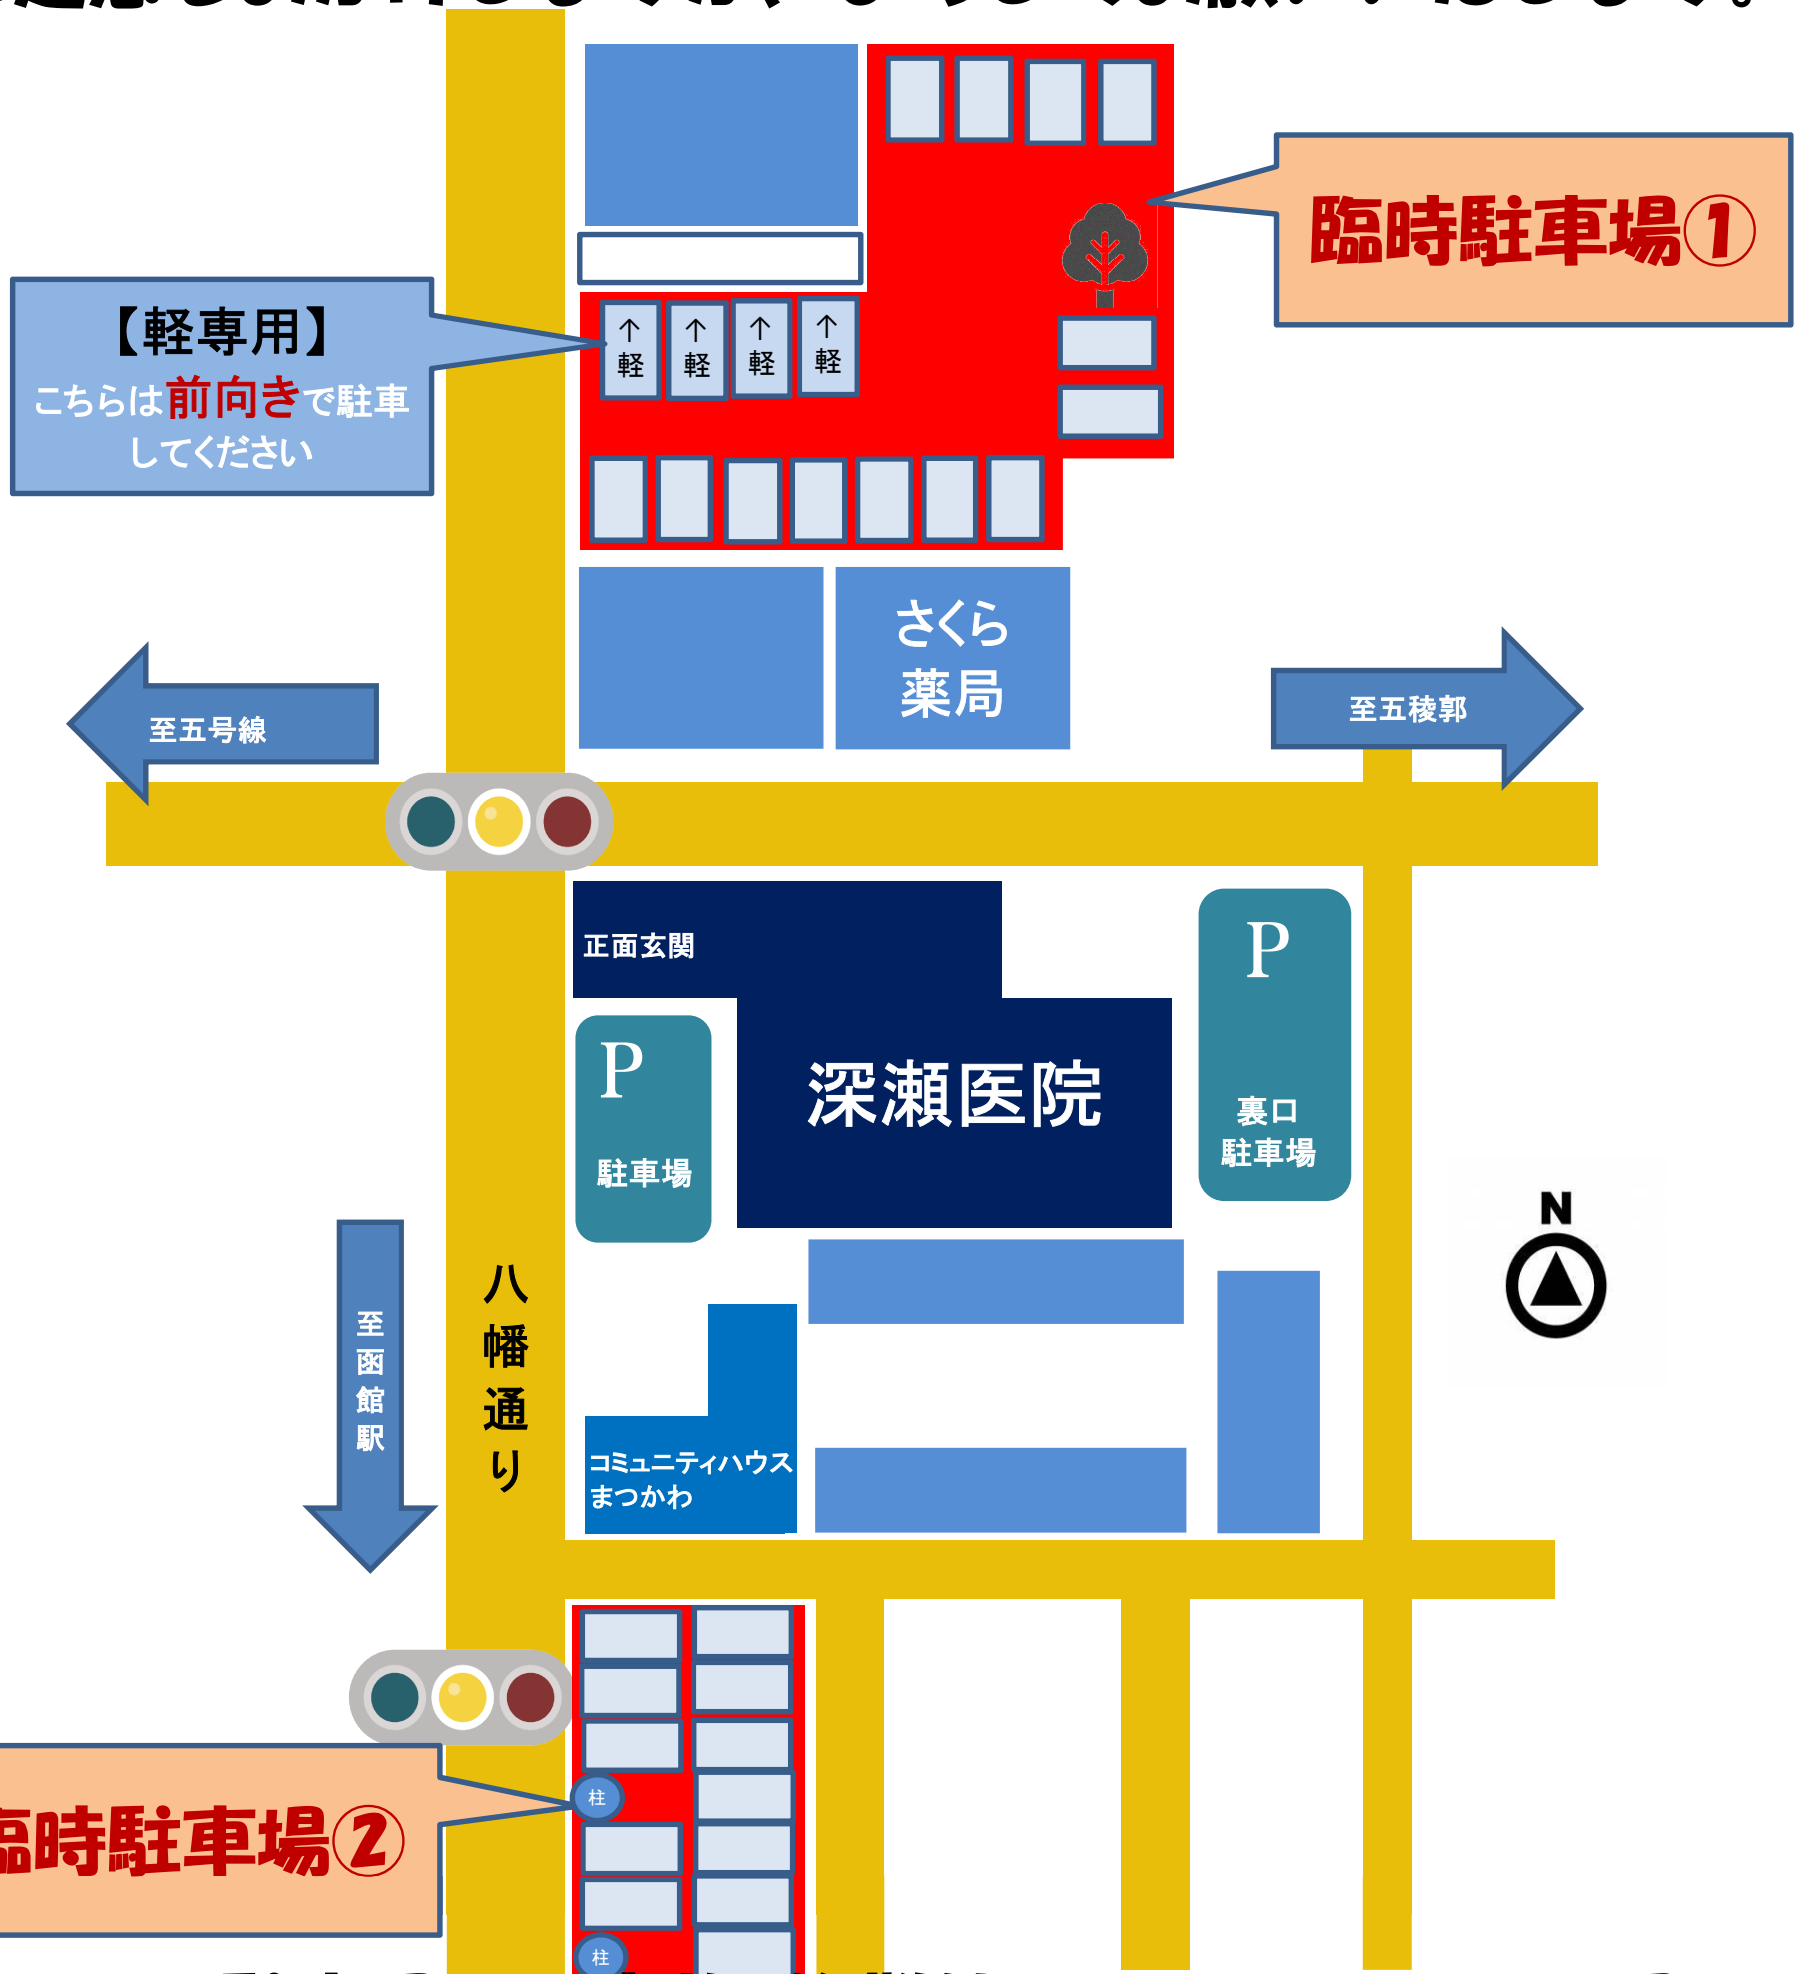 臨時駐車場①
【軽専用】
こちらは前向きで駐車
してください
↑
軽
↑
軽
↑
軽
↑
軽
さくら
薬局
至五号線
至五稜郭
正面玄関
P
駐車場
深瀬医院
P
裏口
駐車場
N
至函館駅
八幡通り
コミュニティハウス
まつかわ
柱
臨時駐車場②
柱